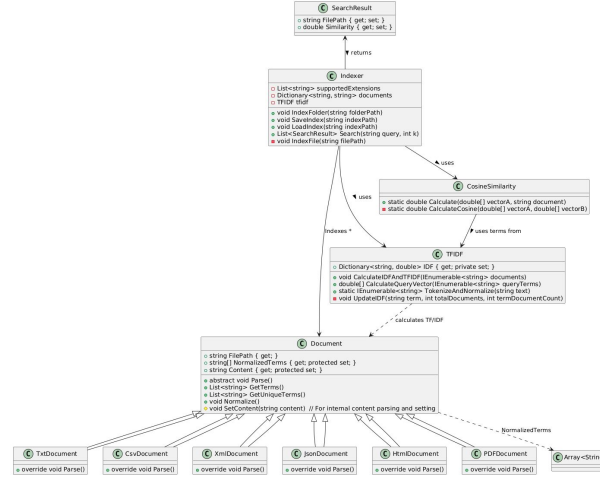 C SearchResult
string FilePath { get; set; }
double Similarity { get; set; }
returns
C Indexer
List<string> supportedExtensions
Dictionary<string, string> documents
TFIDF tfidf
void IndexFolder(string folderPath)
void SaveIndex(string indexPath)
void LoadIndex(string indexPath)
List<SearchResult> Search(string query, int k)
void IndexFile(string filePath)
uses
C CosineSimilarity
static double Calculate(double[] vectorA, string document)
static double CalculateCosine(double[] vectorA, double[] vectorB)
uses
Indexes *
uses terms from
C TFIDF
Dictionary<string, double> IDF { get; private set; }
void CalculateIDFAndTFIDF(IEnumerable<string> documents)
double[] CalculateQueryVector(IEnumerable<string> queryTerms)
static IEnumerable<string> TokenizeAndNormalize(string text)
void UpdateIDF(string term, int totalDocuments, int termDocumentCount)
calculates TF/IDF
C Document
string FilePath { get; }
string[] NormalizedTerms { get; protected set; }
string Content { get; protected set; }
abstract void Parse()
List<string> GetTerms()
List<string> GetUniqueTerms()
void Normalize()
void SetContent(string content) // For internal content parsing and setting
NormalizedTerms
C TxtDocument
override void Parse()
C CsvDocument
override void Parse()
C XmlDocument
override void Parse()
C JsonDocument
override void Parse()
C HtmlDocument
override void Parse()
C PDFDocument
override void Parse()
C Array<Strin